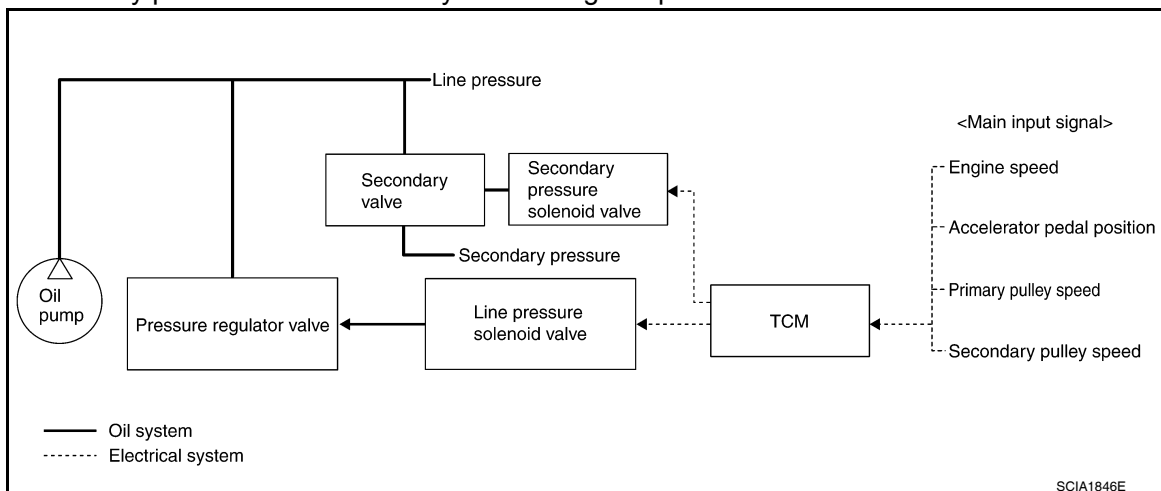 Line pressure
<Main input signal>
Secondary
valve
Secondary
pressure
solenoid valve
Engine speed
Accelerator pedal position
Secondary pressure
Oil
pump
Pressure regulator valve
Line pressure
solenoid valve
TCM
Primary pulley speed
Secondary pulley speed
Oil system
Electrical system
SCIA1846E